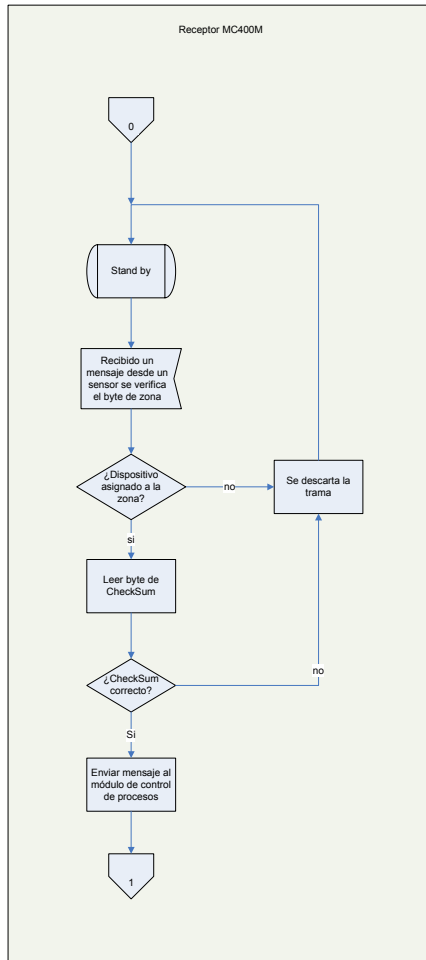 Receptor MC400M
0
Stand by
Recibido un
mensaje desde un
sensor se verifica
el byte de zona
¿Dispositivo
asignado a la
zona?
no
Se descarta la
trama
si
Leer byte de
CheckSum
¿CheckSum
correcto?
no
Si
Enviar mensaje al
módulo de control
de procesos
1